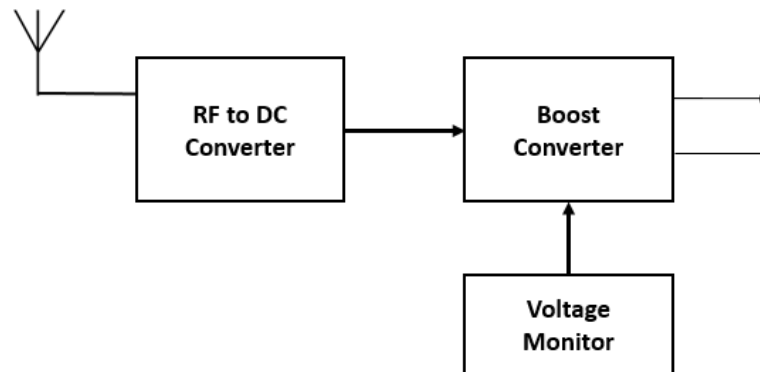 RF to DC
Converter
Boost
Converter
Voltage
Monitor